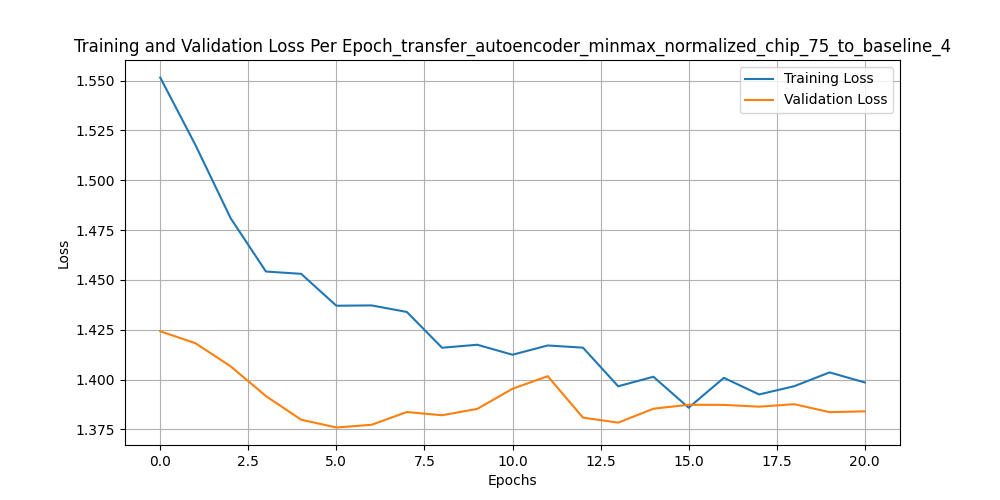 Training and Validation Loss Per Epoch_transfer_autoencoder_minmax_normalized_chip_75_to_baseline_4
Training Loss
Validation Loss
1.550
1.525
1.500
1.475
1.450
1.425
1.400
1.375
Loss
0.0 2.5 5.0 7.5 10.0 12.5 15.0 17.5 20.0
Epochs